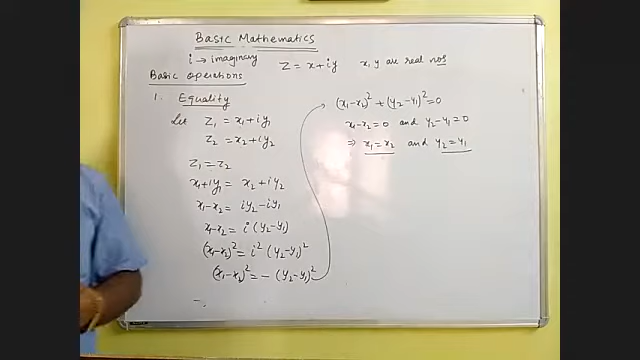 Basic Mathematics
i → imaginary
Z = x + iy x, y are real nos
Basic operations
1. Equality
Let Z₁ = x₁ + iy₁
Z₂ = x₂ + iy₂
Z₁ = Z₂
x₁ + iy₁ = x₂ + iy₂
x₁ - x₂ = iy₂ - iy₁
x₁ - x₂ = i (y₂ - y₁)
(x₁ - x₂)² = i² (y₂ - y₁)²
(x₁ - x₂)² = - (y₂ - y₁)²
(x₁ - x₂)² + (y₂ - y₁)² = 0
x₁ - x₂ = 0 and y₂ - y₁ = 0
⇒ x₁ = x₂ and y₂ = y₁